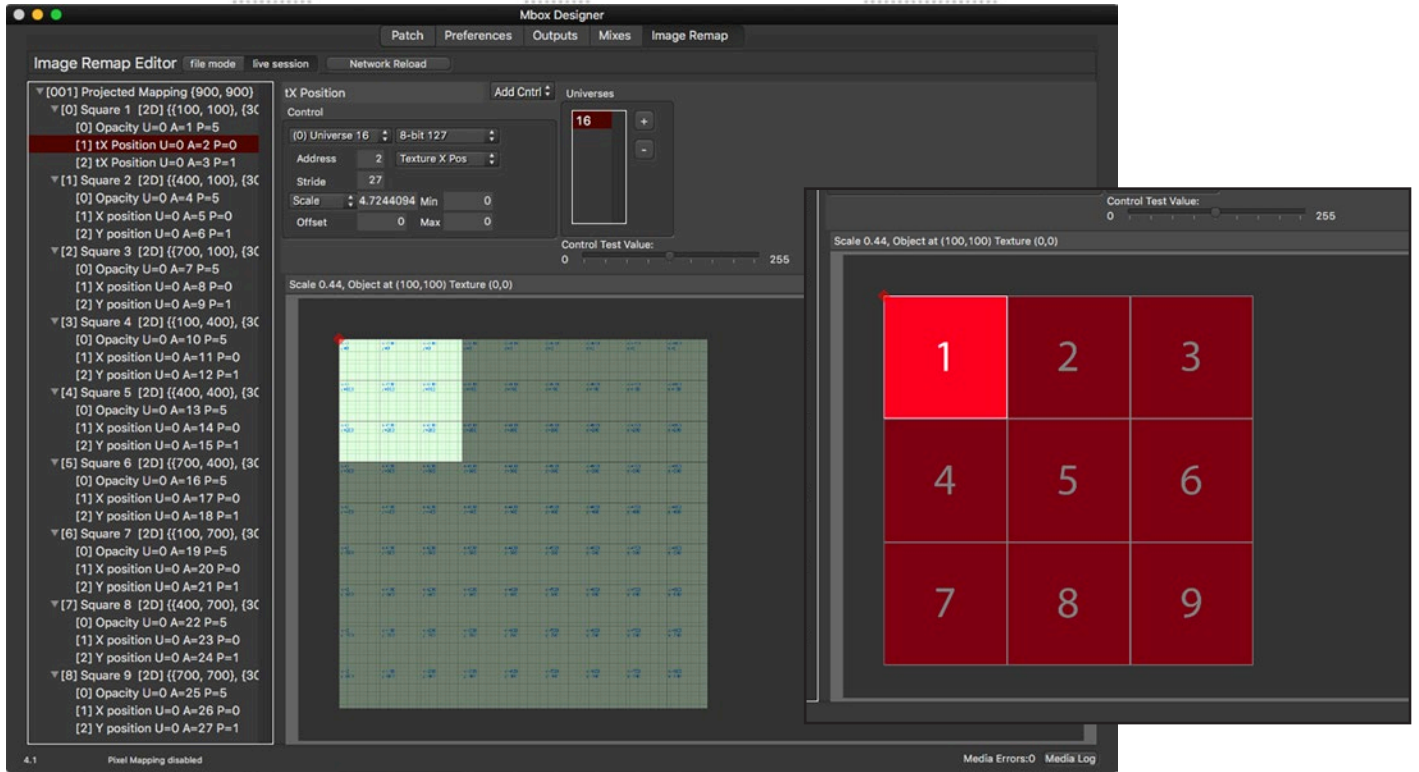 Mbox Designer
Patch Preferences Outputs Mixes Image Remap
Image Remap Editor file mode live session Network Reload
[001] Projected Mapping {900, 900}
[0] Square 1 [2D] {{100, 100}, {30
[0] Opacity U=0 A=1 P=5
[1] tX Position U=0 A=2 P=0
[2] tX Position U=0 A=3 P=1
[1] Square 2 [2D] {{400, 100}, {30
[0] Opacity U=0 A=4 P=5
[1] X position U=0 A=5 P=0
[2] Y position U=0 A=6 P=1
[2] Square 3 [2D] {{700, 100}, {30
[0] Opacity U=0 A=7 P=5
[1] X position U=0 A=8 P=0
[2] Y position U=0 A=9 P=1
[3] Square 4 [2D] {{100, 400}, {30
[0] Opacity U=0 A=10 P=5
[1] X position U=0 A=11 P=0
[2] Y position U=0 A=12 P=1
[4] Square 5 [2D] {{400, 400}, {30
[0] Opacity U=0 A=13 P=5
[1] X position U=0 A=14 P=0
[2] Y position U=0 A=15 P=1
[5] Square 6 [2D] {{700, 400}, {30
[0] Opacity U=0 A=16 P=5
[1] X position U=0 A=17 P=0
[2] Y position U=0 A=18 P=1
[6] Square 7 [2D] {{100, 700}, {30
[0] Opacity U=0 A=19 P=5
[1] X position U=0 A=20 P=0
[2] Y position U=0 A=21 P=1
[7] Square 8 [2D] {{400, 700}, {30
[0] Opacity U=0 A=22 P=5
[1] X position U=0 A=23 P=0
[2] Y position U=0 A=24 P=1
[8] Square 9 [2D] {{700, 700}, {30
[0] Opacity U=0 A=25 P=5
[1] X position U=0 A=26 P=0
[2] Y position U=0 A=27 P=1
tX Position Add Cntrl
Control
(0) Universe 16 8-bit 127
Address 2 Texture X Pos
Stride 27
Scale 4.7244094 Min 0
Offset 0 Max 0
Universes
16
+
-
Control Test Value:
0 255
Scale 0.44, Object at (100,100) Texture (0,0)
Control Test Value:
0 255
Scale 0.44, Object at (100,100) Texture (0,0)
1 2 3
4 5 6
7 8 9
4.1 Pixel Mapping disabled Media Errors:0 Media Log